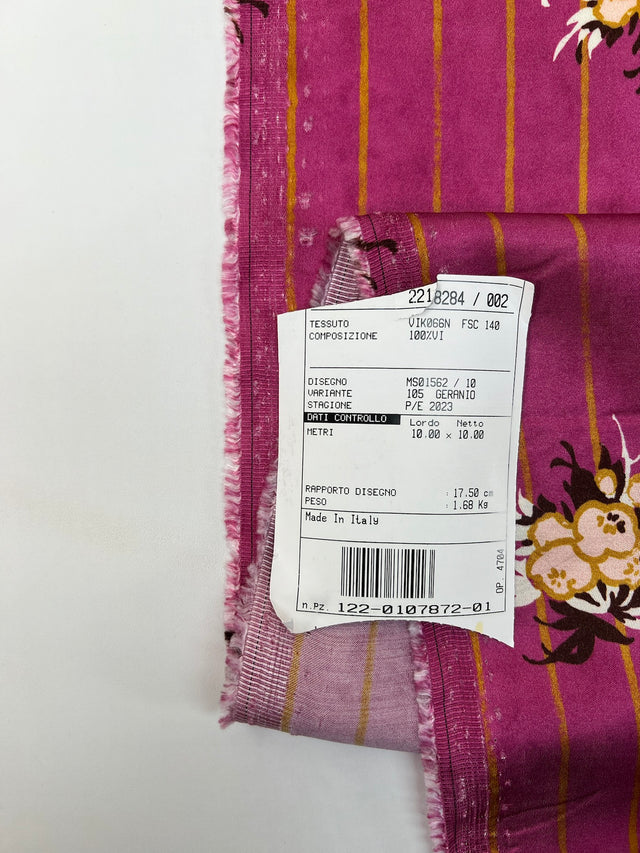 2218284 / 002
TESSUTO VIK066N FSC 140
COMPOSIZIONE 100%VI
DISEGNO MS01562 / 10
VARIANTE 105 GERANIO
STAGIONE P/E 2023
DATI CONTROLLO Lordo Netto
METRI 10.00 x 10.00
RAPPORTO DISEGNO : 17.50 cm
PESO : 1.68 Kg
Made In Italy
OP. 4704
n.Pz. 122-0107872-01